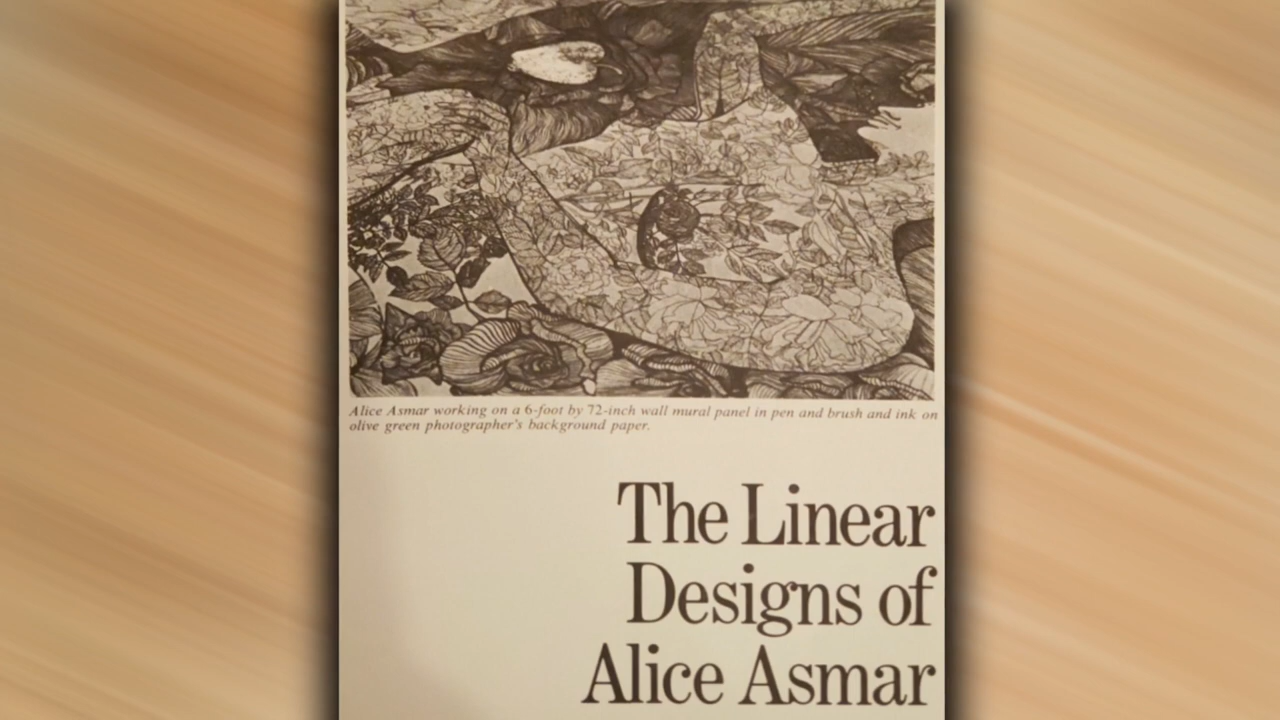 Alice Asmar working on a 6-foot by 72-inch wall mural panel in pen and brush and ink on
olive green photographer's background paper.
The Linear
Designs of
Alice Asmar